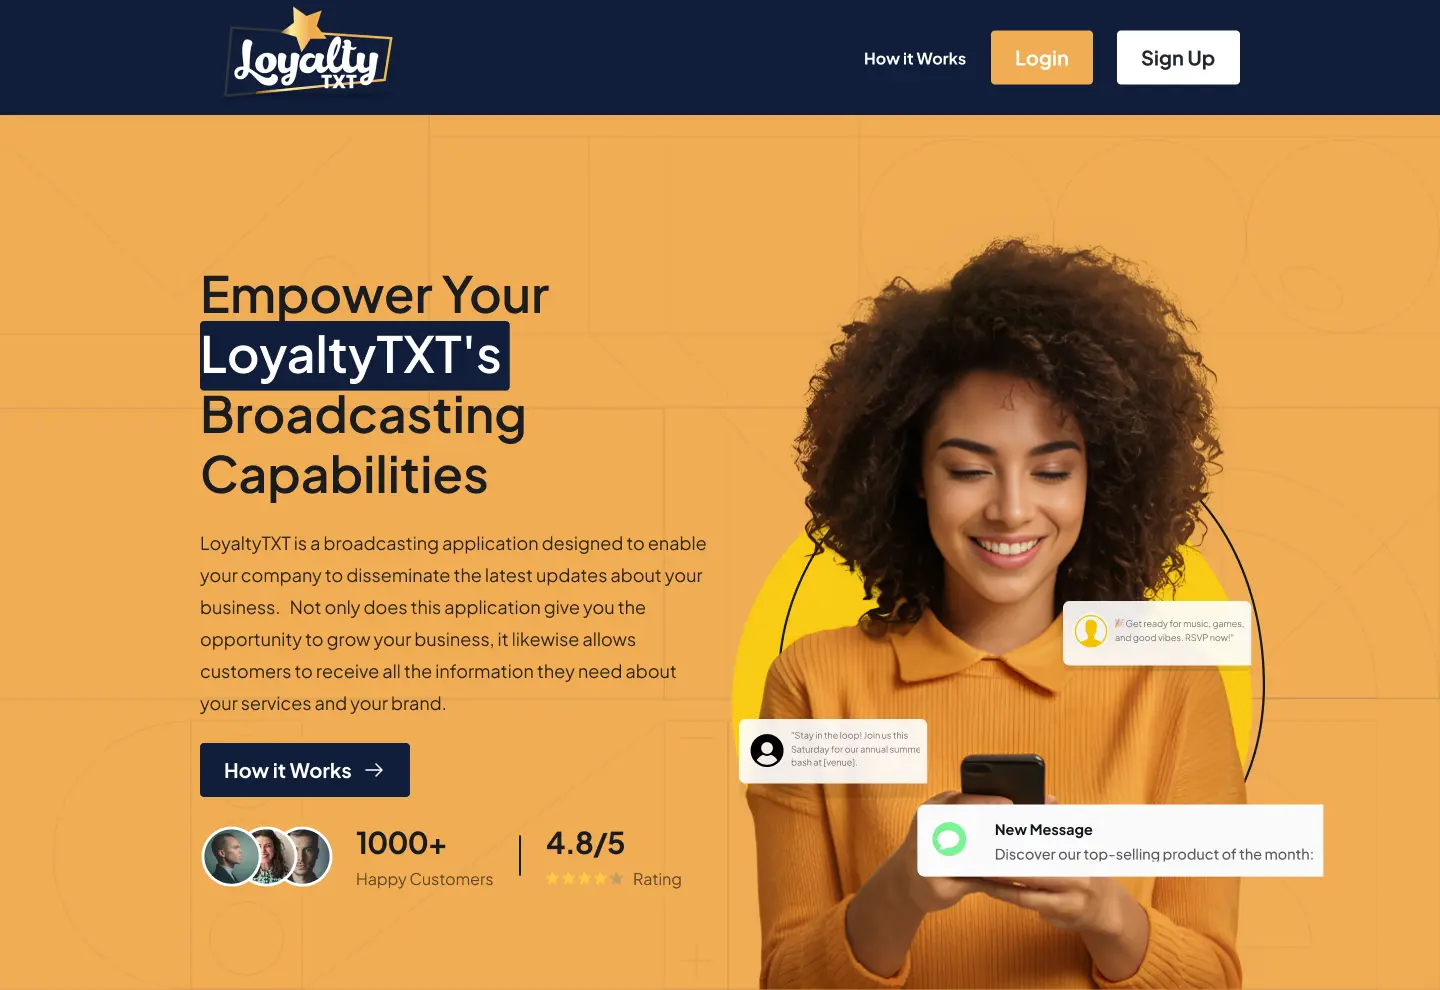 Loyalty
TXT
How it Works
Login
Sign Up
Empower Your
LoyaltyTXT's
Broadcasting
Capabilities
LoyaltyTXT is a broadcasting application designed to enable
your company to disseminate the latest updates about your
business. Not only does this application give you the
opportunity to grow your business, it likewise allows
customers to receive all the information they need about
your services and your brand.
How it Works
1000+
Happy Customers
4.8/5
Rating
🎉Get ready for music, games,
and good vibes. RSVP now!"
"Stay in the loop! Join us this
Saturday for our annual summe
bash at [venue].
New Message
Discover our top-selling product of the month: